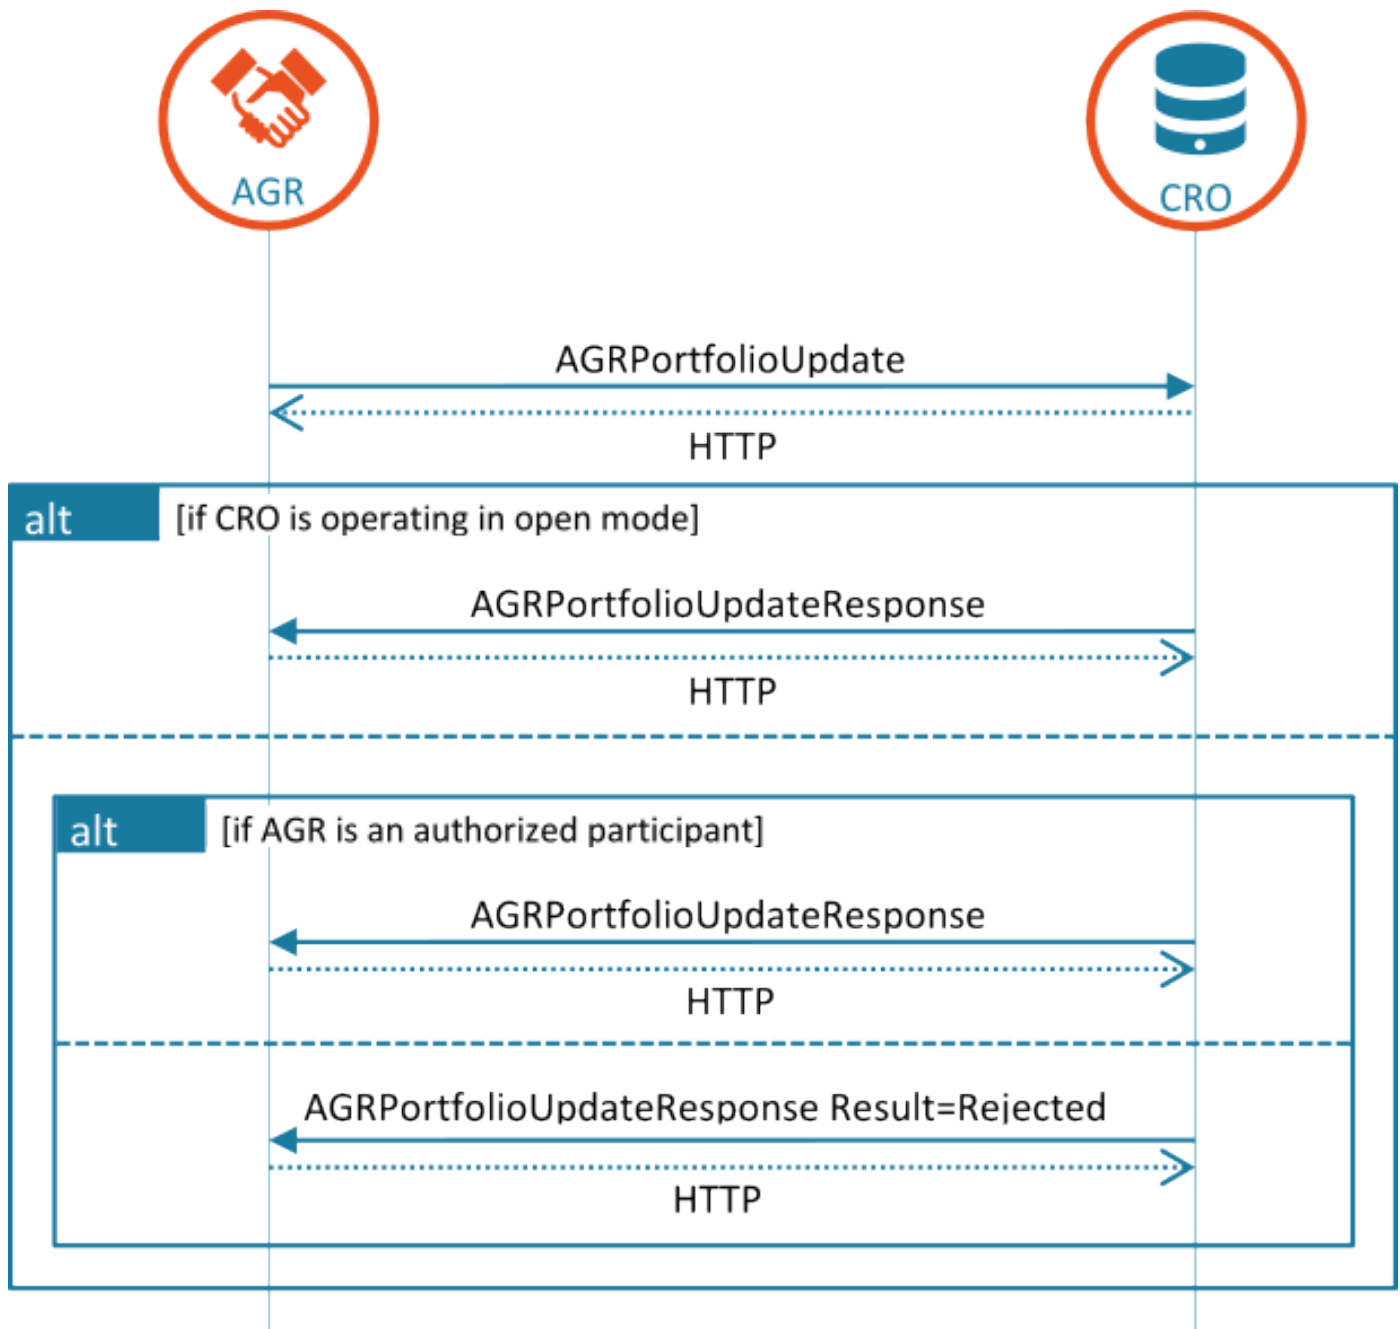 AGR
CRO
AGRPortfolioUpdate
HTTP
alt
[if CRO is operating in open mode]
AGRPortfolioUpdateResponse
HTTP
alt
[if AGR is an authorized participant]
AGRPortfolioUpdateResponse
HTTP
AGRPortfolioUpdateResponse Result=Rejected
HTTP